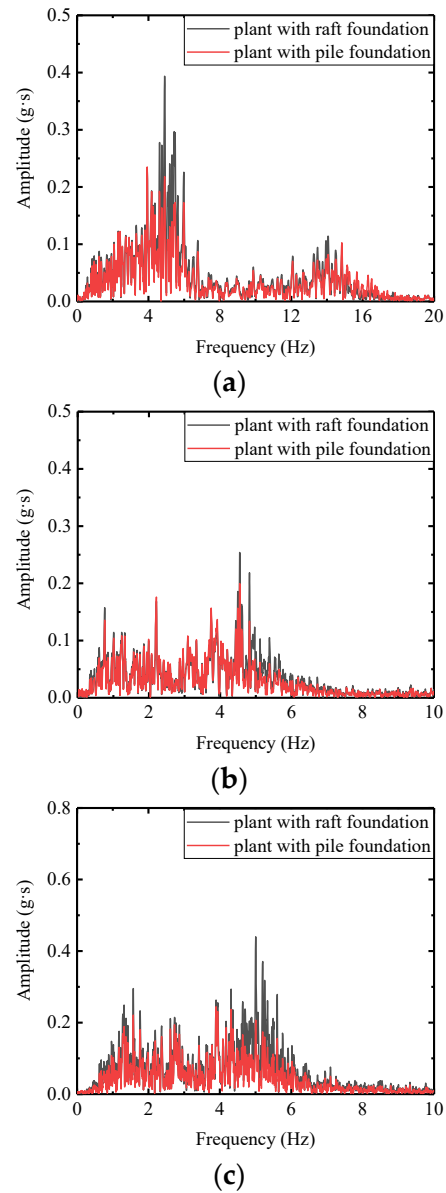 0.5
plant with raft foundation
plant with pile foundation
0.4
0.3
0.2
0.1
0.0
Amplitude (g·s)
0 4 8 12 16 20
Frequency (Hz)
(a)
0.5
plant with raft foundation
plant with pile foundation
0.4
0.3
0.2
0.1
0.0
Amplitude (g·s)
0 2 4 6 8 10
Frequency (Hz)
(b)
0.8
plant with raft foundation
plant with pile foundation
0.6
0.4
0.2
0.0
Amplitude (g·s)
0 2 4 6 8 10
Frequency (Hz)
(c)